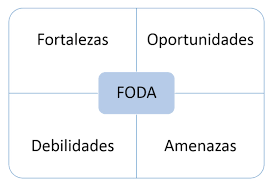 Fortalezas
Oportunidades
FODA
Debilidades
Amenazas